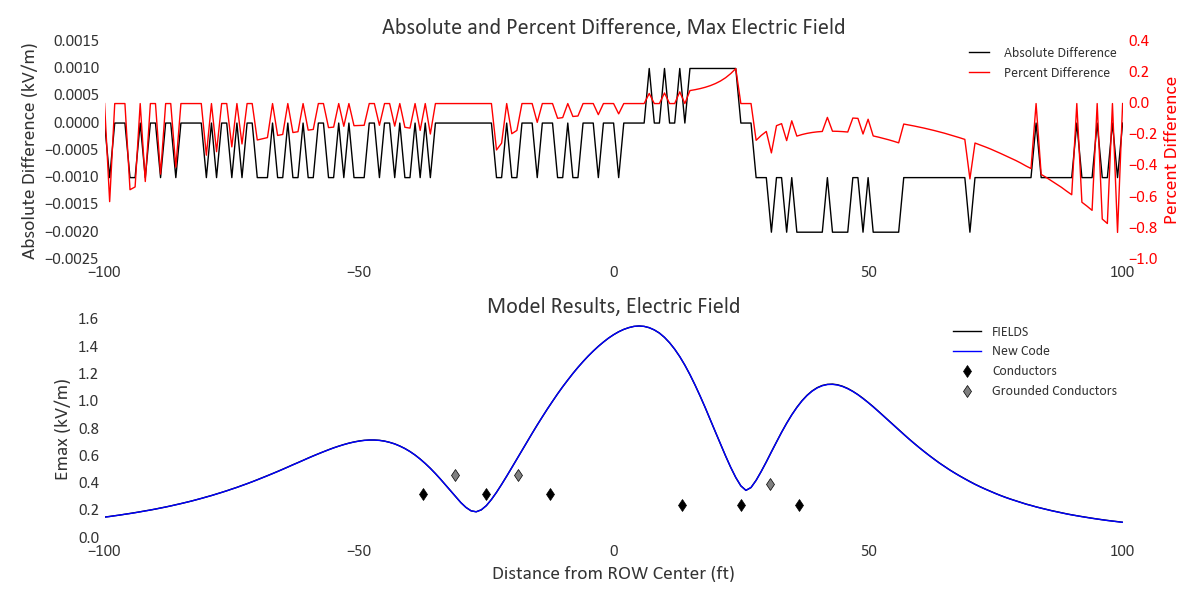 Absolute and Percent Difference, Max Electric Field
0.0015
0.0010
0.0005
0.0000
−0.0005
−0.0010
−0.0015
−0.0020
−0.0025
Absolute Difference (kV/m)
0.4
0.2
0.0
−0.2
−0.4
−0.6
−0.8
−1.0
Percent Difference
Absolute Difference
Percent Difference
−100 −50 0 50 100
Model Results, Electric Field
1.6
1.4
1.2
1.0
0.8
0.6
0.4
0.2
0.0
Emax (kV/m)
FIELDS
New Code
Conductors
Grounded Conductors
−100 −50 0 50 100
Distance from ROW Center (ft)